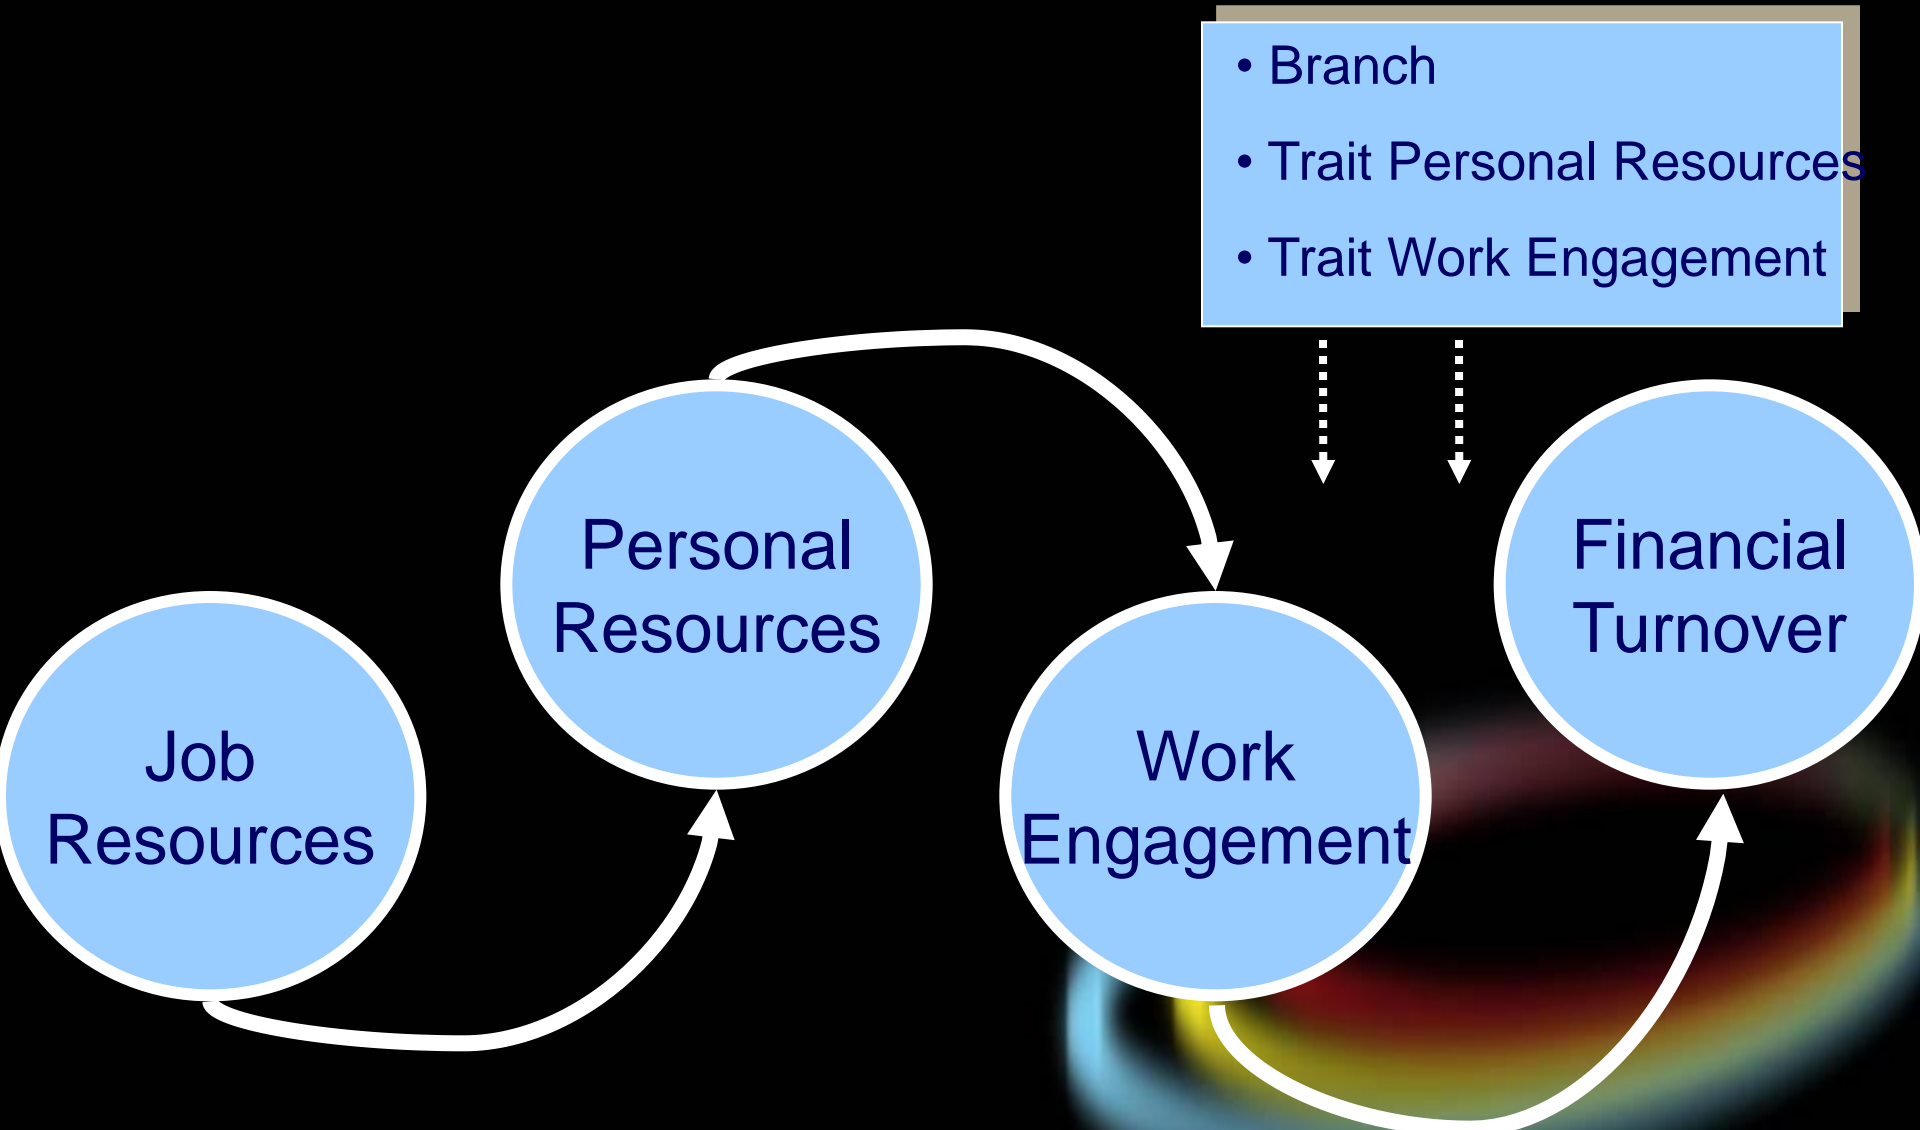 • Branch
• Trait Personal Resources
• Trait Work Engagement
Personal
Resources
Financial
Turnover
Job
Resources
Work
Engagement